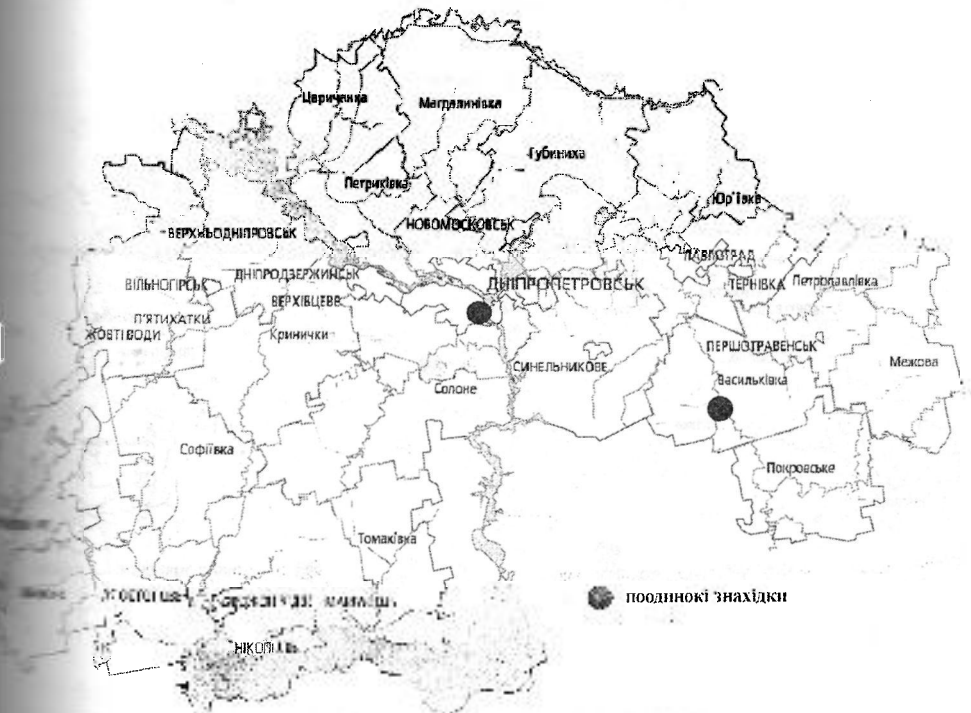 Царичанка
Магдалинівка
Губиниха
Петриківка
Юр'ївка
НОВОМОСКОВСЬК
ВЕРХНЬОДНІПРОВСЬК
ПАВЛОГРАД
ДНІПРОДЗЕРЖИНСЬК
ДНІПРОПЕТРОВСЬК
ТЕРНІВКА
Петропавлівка
ВІЛЬНОГІРСЬК
ВЕРХІВЦЕВЕ
П'ЯТИХАТКИ
ЖОВТІ ВОДИ
Кринички
ПЕРШОТРАВЕНСЬК
СИНЕЛЬНИКОВЕ
Межова
Васильківка
Солоне
Софіївка
Покровське
Томаківка
поодинокі знахідки
НІКОПОЛЬ